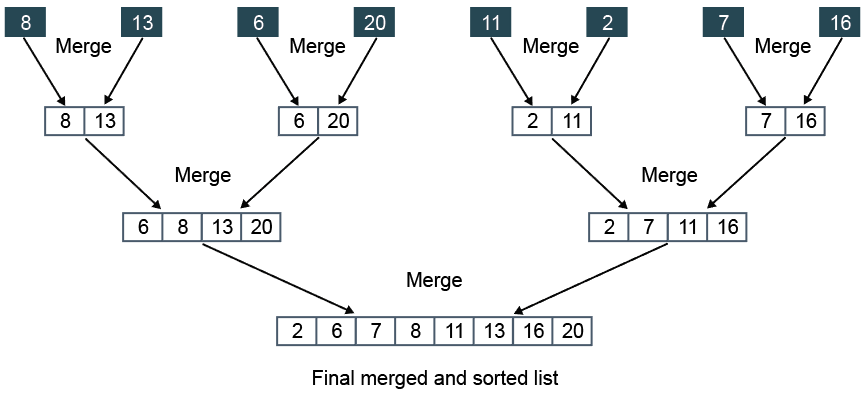 8 13 6 20 11 2 7 16
Merge Merge Merge Merge
8 13 6 20 2 11 7 16
Merge Merge
6 8 13 20 2 7 11 16
Merge
2 6 7 8 11 13 16 20
Final merged and sorted list